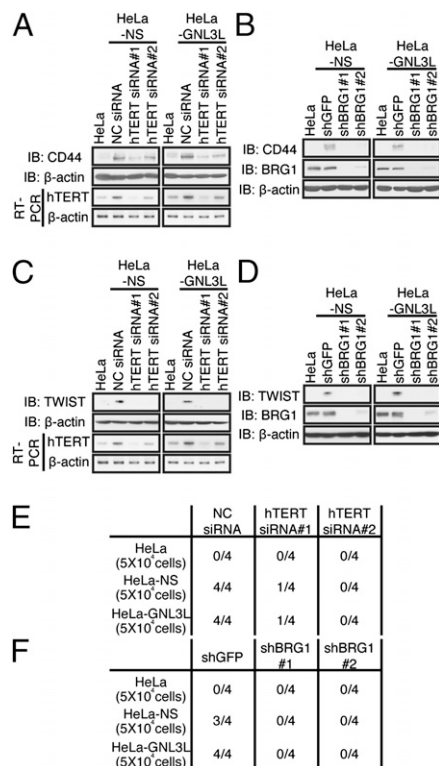 A
HeLa
-NS
HeLa
-GNL3L
HeLa
NC siRNA
hTERT siRNA#1
hTERT siRNA#2
HeLa
NC siRNA
hTERT siRNA#1
hTERT siRNA#2
IB: CD44
IB: β-actin
RT-
PCR
hTERT
β-actin
B
HeLa
-NS
HeLa
-GNL3L
HeLa
shGFP
shBRG1#1
shBRG1#2
HeLa
shGFP
shBRG1#1
shBRG1#2
IB: CD44
IB: BRG1
IB: β-actin
C
HeLa
-NS
HeLa
-GNL3L
HeLa
NC siRNA
hTERT siRNA#1
hTERT siRNA#2
HeLa
NC siRNA
hTERT siRNA#1
hTERT siRNA#2
IB: TWIST
IB: β-actin
RT-
PCR
hTERT
β-actin
D
HeLa
-NS
HeLa
-GNL3L
HeLa
shGFP
shBRG1#1
shBRG1#2
HeLa
shGFP
shBRG1#1
shBRG1#2
IB: TWIST
IB: BRG1
IB: β-actin
E
NC siRNA hTERT siRNA#1 hTERT siRNA#2
HeLa
(5X10⁴cells) 0/4 0/4 0/4
HeLa-NS
(5X10⁴cells) 4/4 1/4 0/4
HeLa-GNL3L
(5X10⁴cells) 4/4 1/4 0/4
F
shGFP shBRG1 #1 shBRG1 #2
HeLa
(5X10⁴cells) 0/4 0/4 0/4
HeLa-NS
(5X10⁴cells) 3/4 0/4 0/4
HeLa-GNL3L
(5X10⁴cells) 4/4 0/4 0/4